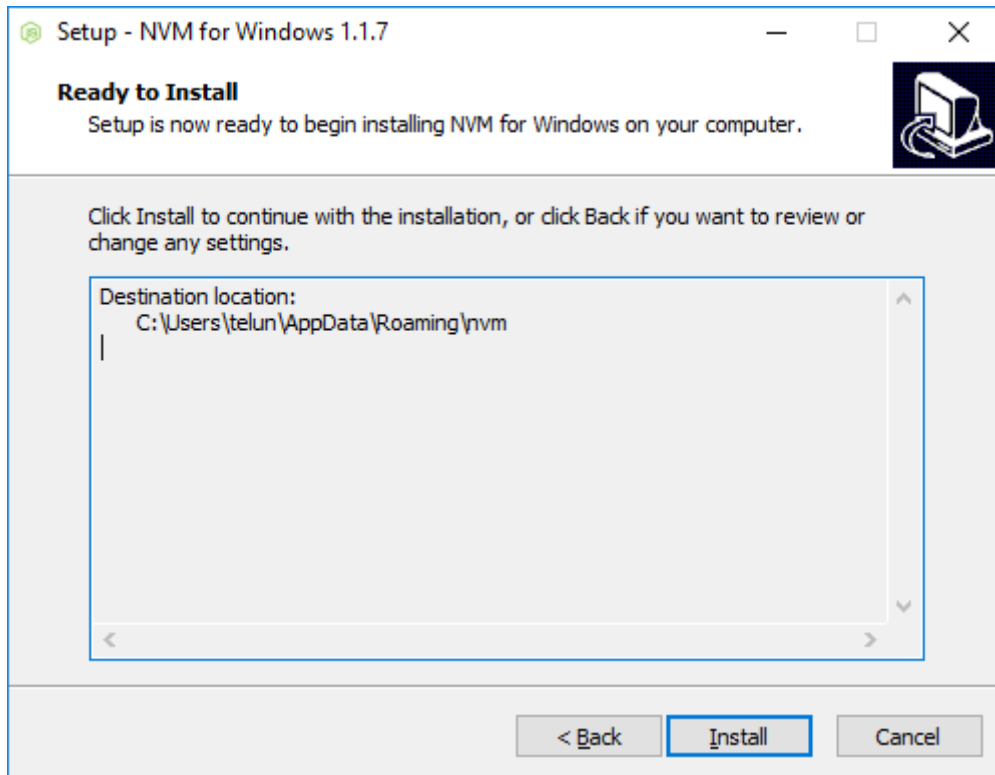 Setup - NVM for Windows 1.1.7
Ready to Install
Setup is now ready to begin installing NVM for Windows on your computer.
Click Install to continue with the installation, or click Back if you want to review or
change any settings.
Destination location:
C:\Users\telun\AppData\Roaming\nvm
< Back
Install
Cancel